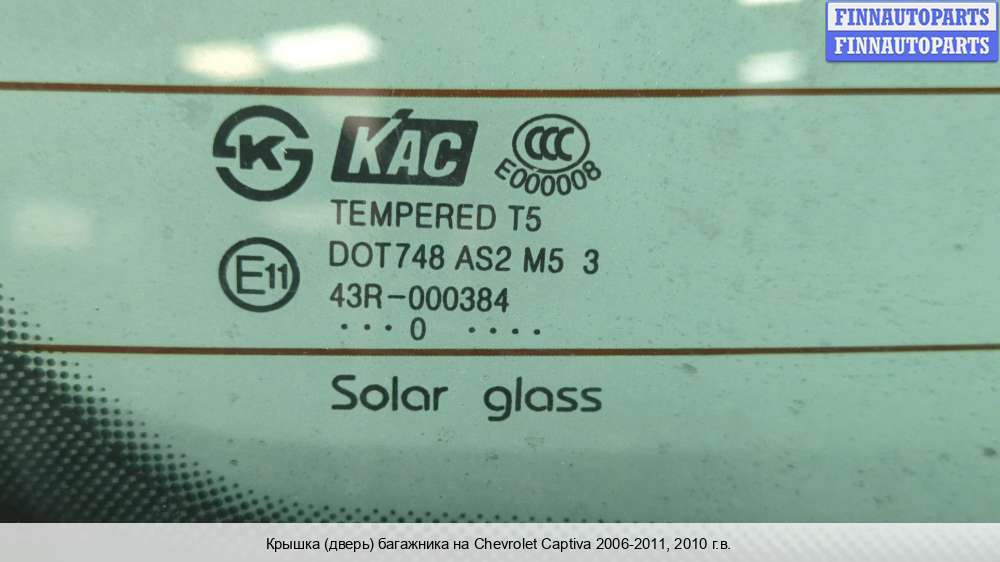 FINNAUTOPARTS
FINNAUTOPARTS
K KAC CCC
E000008
TEMPERED T5
DOT748 AS2 M5 3
E11
43R-000384
··· 0 ····
Solar glass
Крышка (дверь) багажника на Chevrolet Captiva 2006-2011, 2010 г.в.